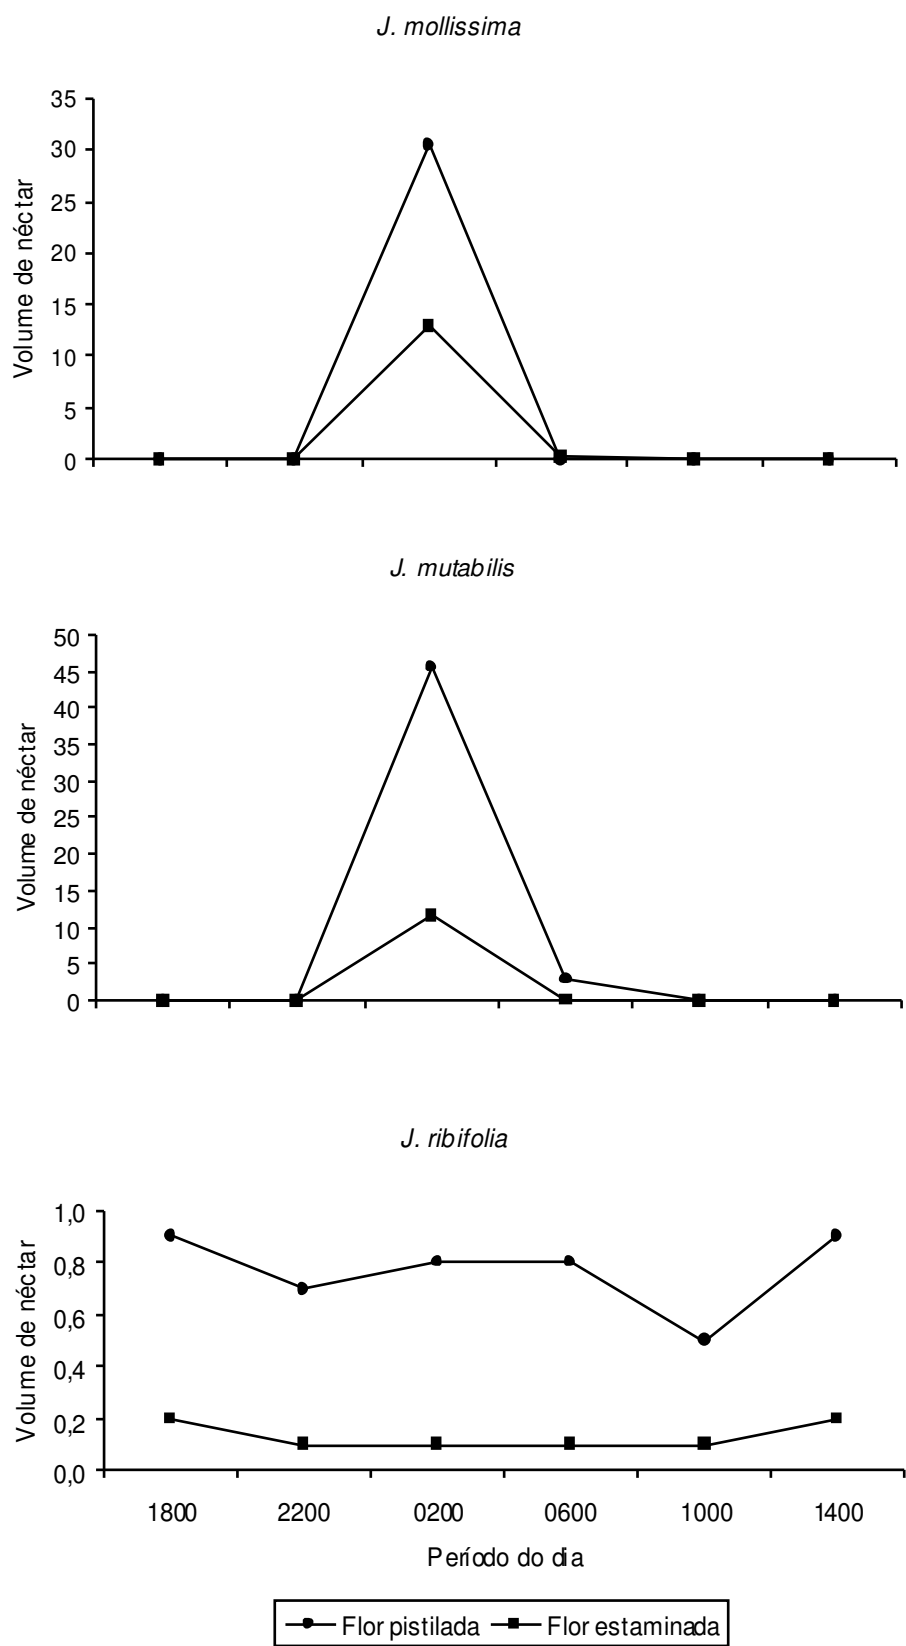 J. mollissima
Volume de néctar
35
30
25
20
15
10
5
0
J. mutabilis
Volume de néctar
50
45
40
35
30
25
20
15
10
5
0
J. ribifolia
Volume de néctar
1,0
0,8
0,6
0,4
0,2
0,0
1800 2200 0200 0600 1000 1400
Período do dia
Flor pistilada Flor estaminada